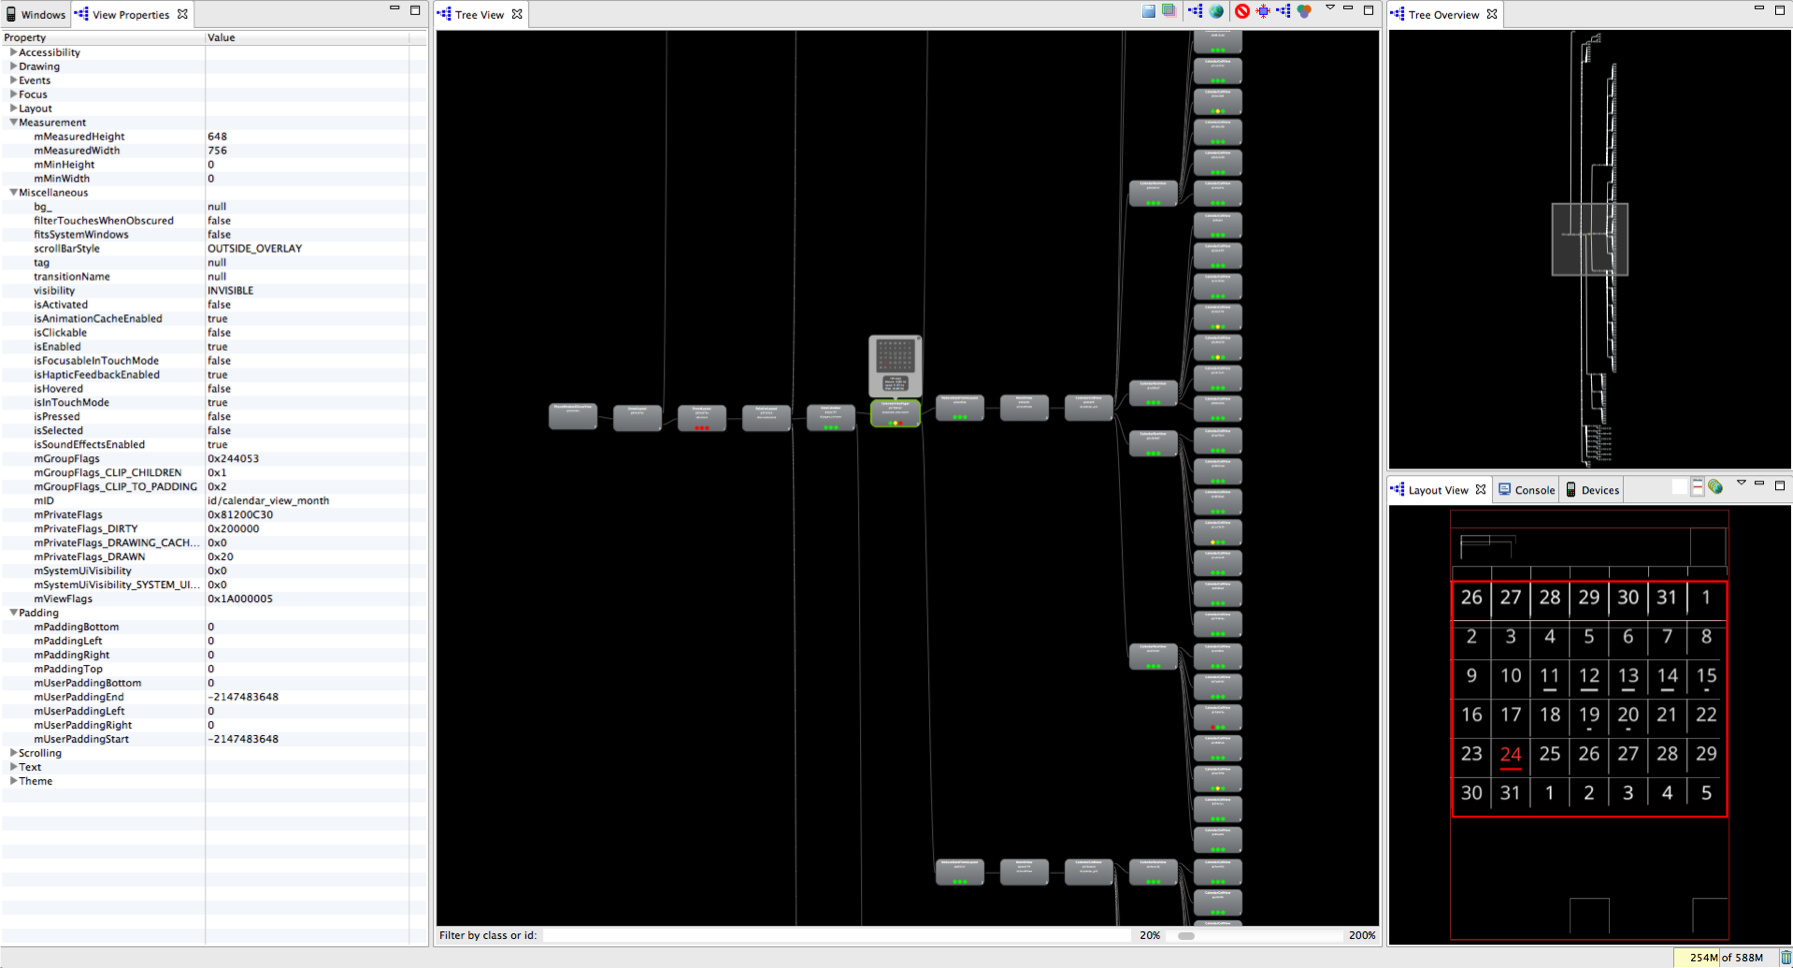 Windows
View Properties
Property Value
Accessibility
Drawing
Events
Focus
Layout
Measurement
mMeasuredHeight 648
mMeasuredWidth 756
mMinHeight 0
mMinWidth 0
Miscellaneous
bg_ null
filterTouchesWhenObscured false
fitsSystemWindows false
scrollBarStyle OUTSIDE_OVERLAY
tag null
transitionName null
visibility INVISIBLE
isActivated false
isAnimationCacheEnabled true
isClickable false
isEnabled true
isFocusableInTouchMode false
isHapticFeedbackEnabled true
isHovered false
isInTouchMode true
isPressed false
isSelected false
isSoundEffectsEnabled true
mGroupFlags 0x244053
mGroupFlags_CLIP_CHILDREN 0x1
mGroupFlags_CLIP_TO_PADDING 0x2
mID id/calendar_view_month
mPrivateFlags 0x81200C30
mPrivateFlags_DIRTY 0x200000
mPrivateFlags_DRAWING_CACH... 0x0
mPrivateFlags_DRAWN 0x20
mSystemUiVisibility 0x0
mSystemUiVisibility_SYSTEM_UI... 0x0
mViewFlags 0x1A000005
Padding
mPaddingBottom 0
mPaddingLeft 0
mPaddingRight 0
mPaddingTop 0
mUserPaddingBottom 0
mUserPaddingEnd -2147483648
mUserPaddingLeft 0
mUserPaddingRight 0
mUserPaddingStart -2147483648
Scrolling
Text
Theme
Tree View
Filter by class or id:
20%
200%
Tree Overview
Layout View
Console
Devices
26 27 28 29 30 31 1
2 3 4 5 6 7 8
9 10 11 12 13 14 15
16 17 18 19 20 21 22
23 24 25 26 27 28 29
30 31 1 2 3 4 5
254M of 588M